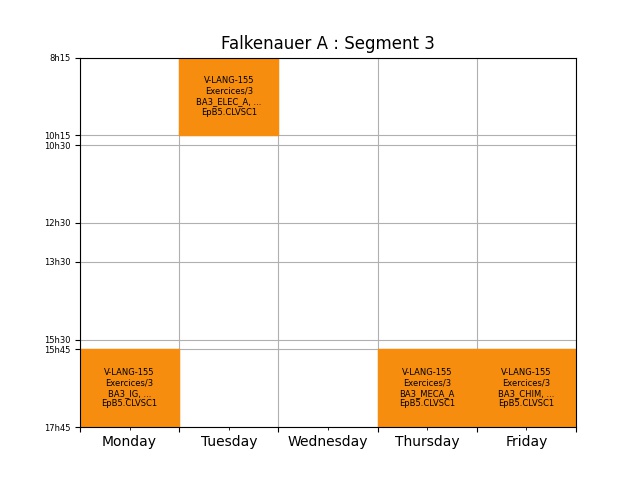 Falkenauer A : Segment 3
8h15
V-LANG-155
Exercices/3
BA3_ELEC_A, ...
EpB5.CLVSC1
10h15
10h30
12h30
13h30
15h30
15h45
V-LANG-155
Exercices/3
BA3_IG, ...
EpB5.CLVSC1
V-LANG-155
Exercices/3
BA3_MECA_A
EpB5.CLVSC1
V-LANG-155
Exercices/3
BA3_CHIM, ...
EpB5.CLVSC1
17h45
Monday
Tuesday
Wednesday
Thursday
Friday